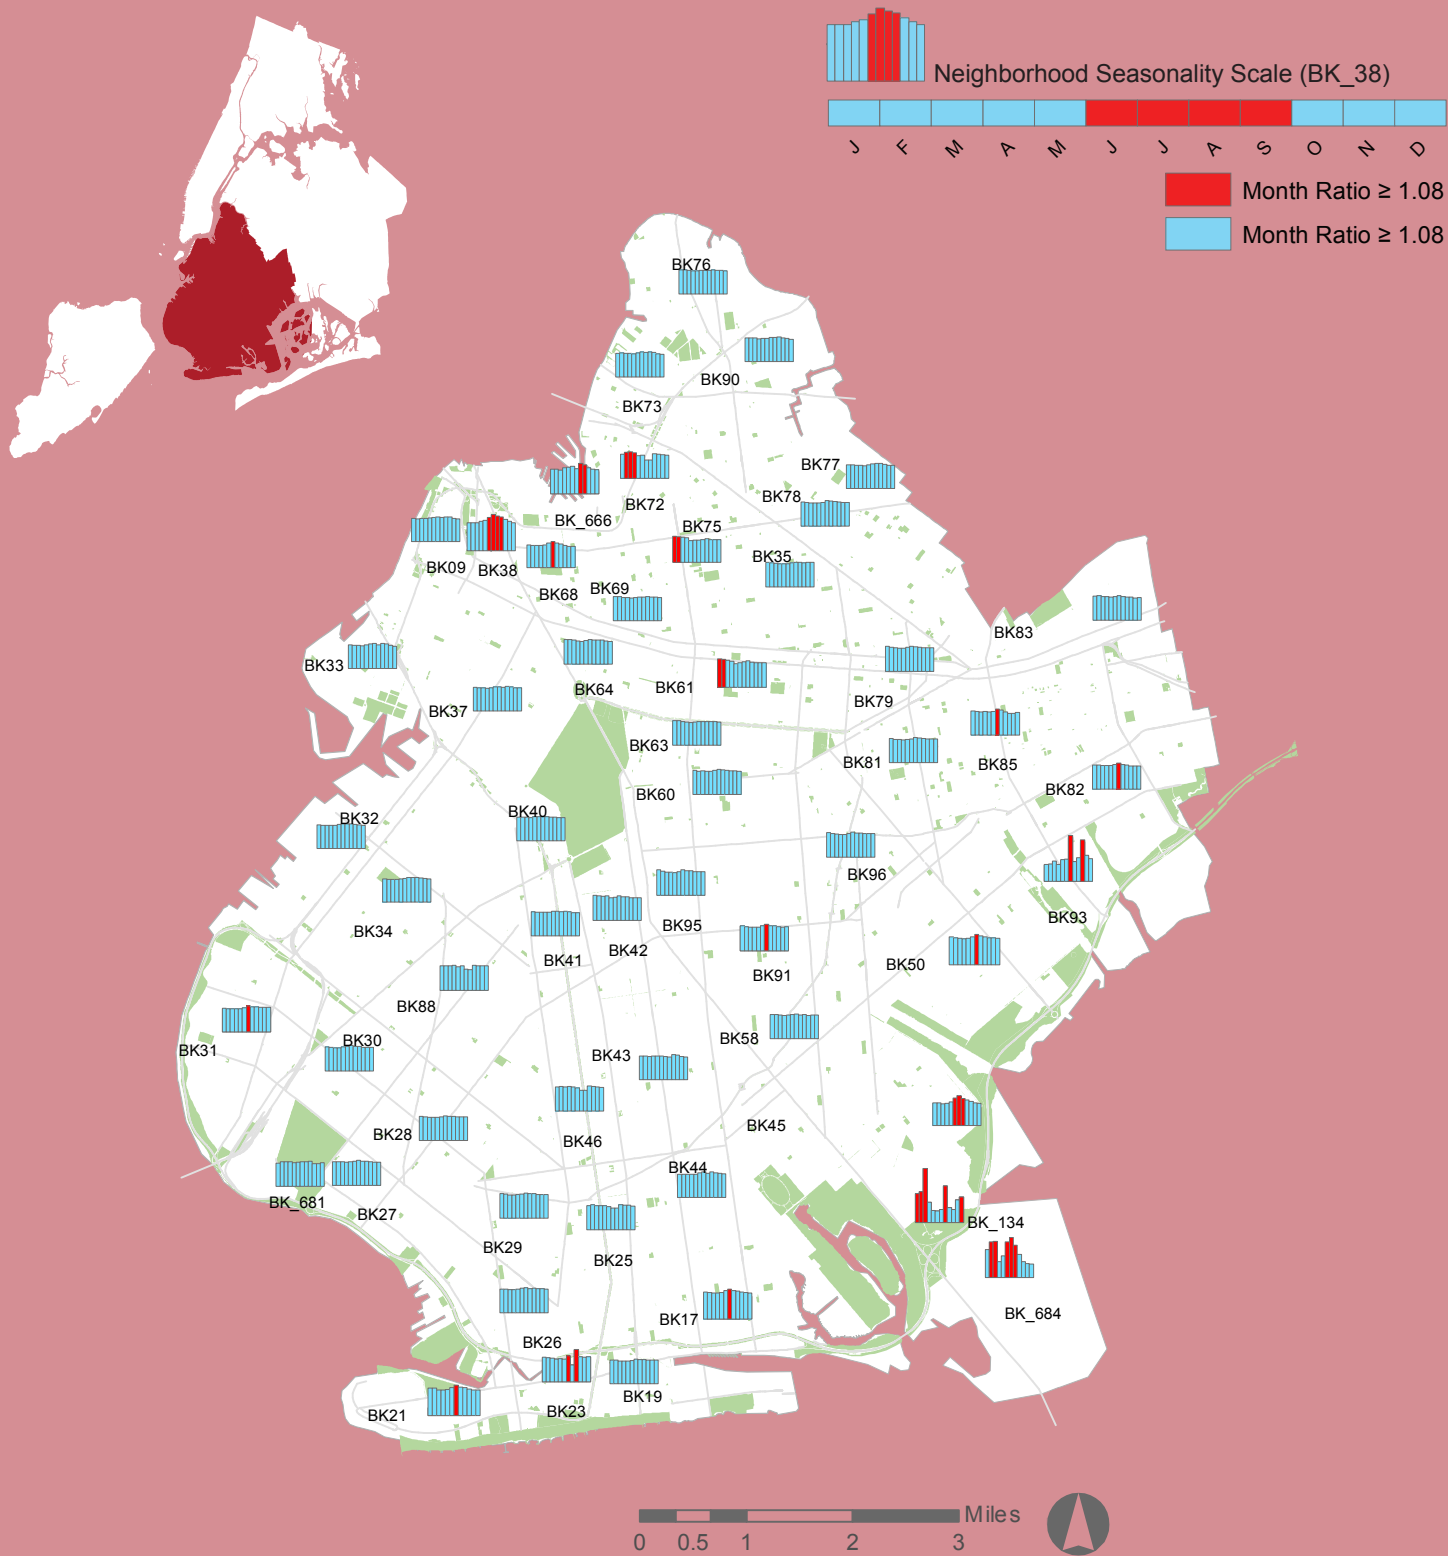 Neighborhood Seasonality Scale (BK_38)
J F M A M J J A S O N D
Month Ratio ≥ 1.08
Month Ratio ≥ 1.08
BK76
BK90
BK73
BK77
BK78
BK72
BK_666
BK75
BK35
BK09
BK38
BK68
BK69
BK83
BK33
BK64
BK61
BK79
BK37
BK63
BK81
BK85
BK60
BK82
BK40
BK32
BK96
BK93
BK34
BK95
BK42
BK41
BK91
BK50
BK88
BK58
BK30
BK31
BK43
BK45
BK28
BK46
BK44
BK_681
BK27
BK_134
BK29
BK25
BK17
BK_684
BK26
BK19
BK21
BK23
Miles
0 0.5 1 2 3